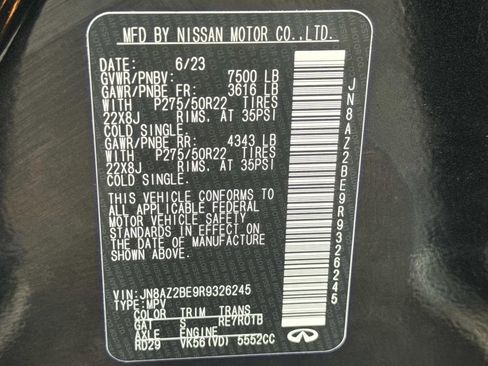 MFD BY NISSAN MOTOR CO.,LTD.
DATE: 6/23
GVWR/PNBV: 7500 LB
GAWR/PNBE FR: 3616 LB
WITH P275/50R22 TIRES
22X8J RIMS. AT 35PSI
COLD SINGLE.
GAWR/PNBE RR: 4343 LB
WITH P275/50R22 TIRES
22X8J RIMS. AT 35PSI
COLD SINGLE.
THIS VEHICLE CONFORMS TO
ALL APPLICABLE FEDERAL
MOTOR VEHICLE SAFETY
STANDARDS IN EFFECT ON
THE DATE OF MANUFACTURE
SHOWN ABOVE.
VIN:JN8AZ2BE9R9326245
TYPE:MPV
COLOR TRIM TRANS
GAT S RE7R01B
AXLE ENGINE
RD29 VK56(VD) 5552CC
JN8AZ2BE9R9326245